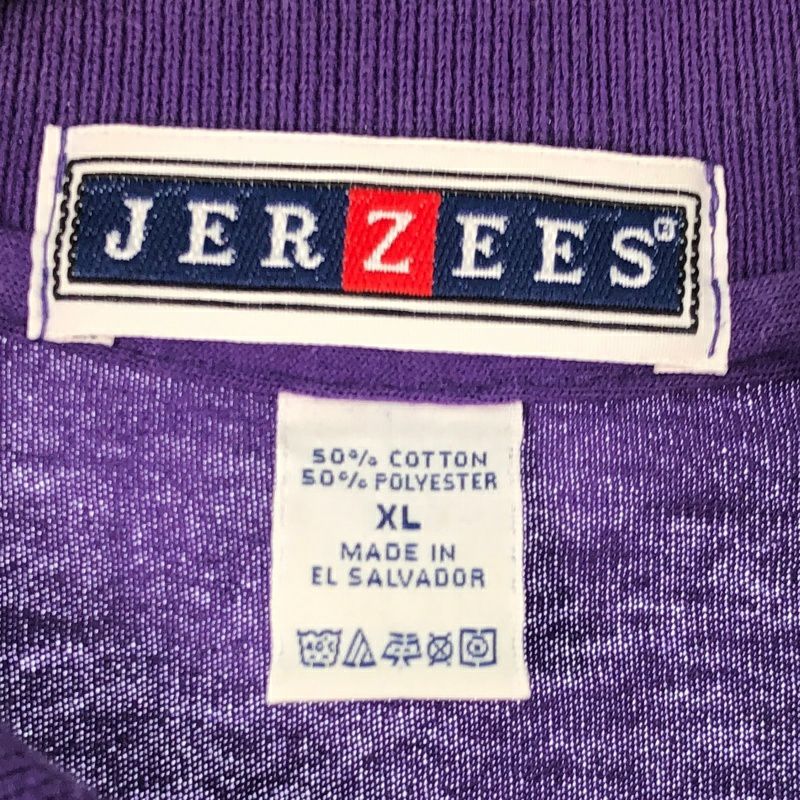 JERZEES®
50% COTTON
50% POLYESTER
XL
MADE IN
EL SALVADOR